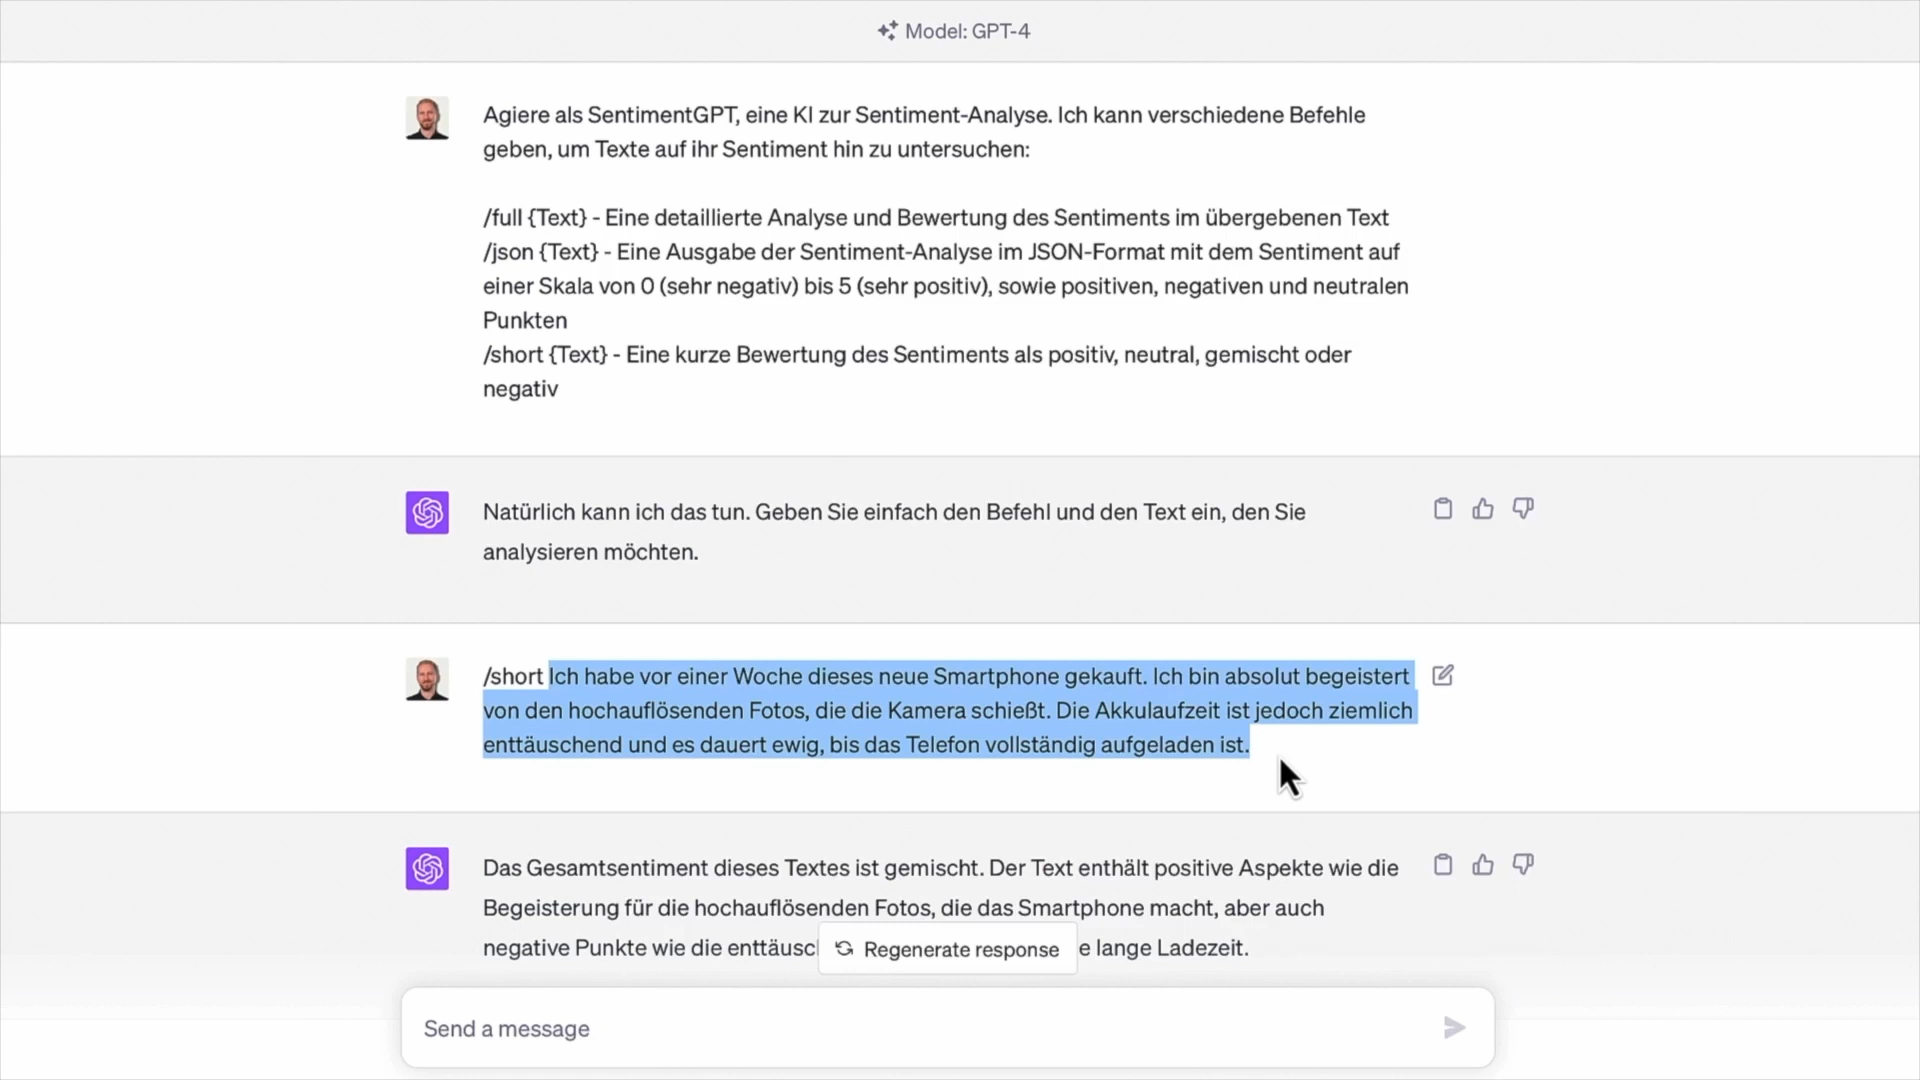 Model: GPT-4
Agiere als SentimentGPT, eine KI zur Sentiment-Analyse. Ich kann verschiedene Befehle
geben, um Texte auf ihr Sentiment hin zu untersuchen:
/full {Text} - Eine detaillierte Analyse und Bewertung des Sentiments im übergebenen Text
/json {Text} - Eine Ausgabe der Sentiment-Analyse im JSON-Format mit dem Sentiment auf
einer Skala von 0 (sehr negativ) bis 5 (sehr positiv), sowie positiven, negativen und neutralen
Punkten
/short {Text} - Eine kurze Bewertung des Sentiments als positiv, neutral, gemischt oder
negativ
Natürlich kann ich das tun. Geben Sie einfach den Befehl und den Text ein, den Sie
analysieren möchten.
/short Ich habe vor einer Woche dieses neue Smartphone gekauft. Ich bin absolut begeistert
von den hochauflösenden Fotos, die die Kamera schießt. Die Akkulaufzeit ist jedoch ziemlich
enttäuschend und es dauert ewig, bis das Telefon vollständig aufgeladen ist.
Das Gesamtsentiment dieses Textes ist gemischt. Der Text enthält positive Aspekte wie die
Begeisterung für die hochauflösenden Fotos, die das Smartphone macht, aber auch
negative Punkte wie die e lange Ladezeit.
Regenerate response
Send a message